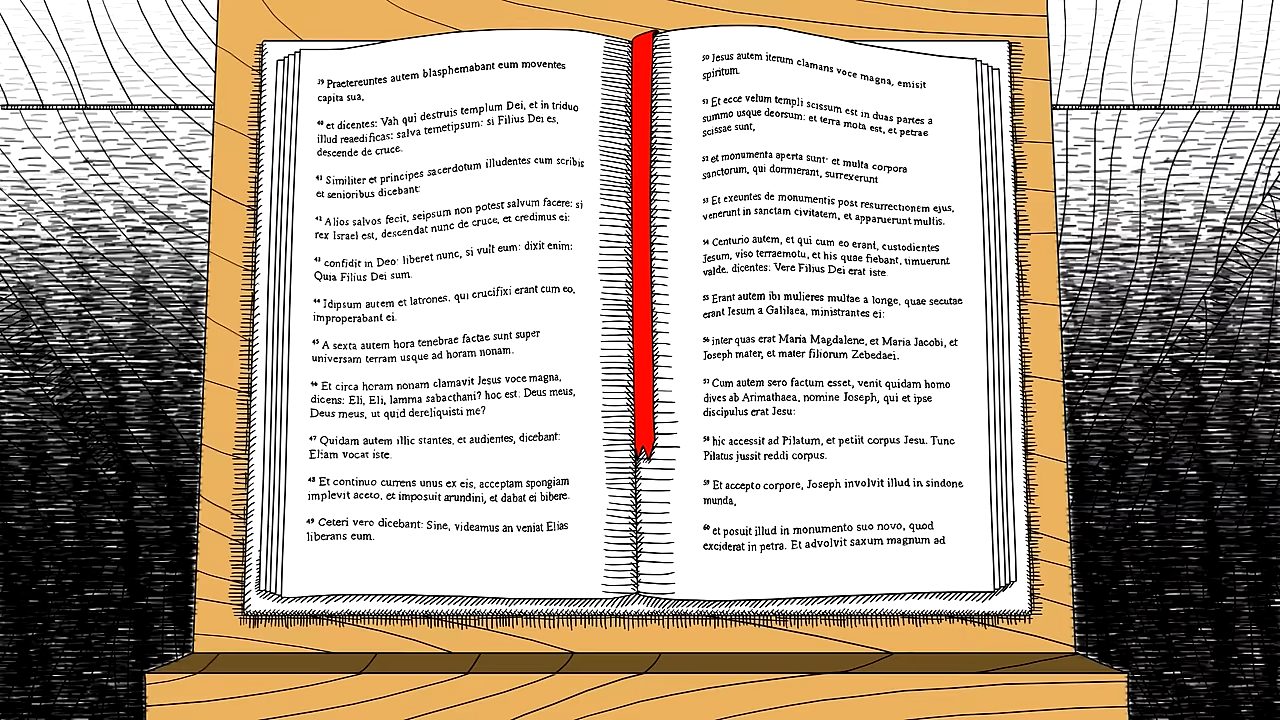 39 Praetereuntes autem blasphemabant eum moventes
capita sua,
40 et dicentes: Vah qui destruis templum Dei, et in triduo
illud reaedificas: salva temetipsum: si Filius Dei es,
descende de cruce.
41 Similiter et principes sacerdotum illudentes cum scribis
et senioribus dicebant:
42 Alios salvos fecit, seipsum non potest salvum facere: si
rex Israel est, descendat nunc de cruce, et credimus ei:
43 confidit in Deo: liberet nunc, si vult eum: dixit enim:
Quia Filius Dei sum.
44 Idipsum autem et latrones, qui crucifixi erant cum eo,
improperabant ei.
45 A sexta autem hora tenebrae factae sunt super
universam terram usque ad horam nonam.
46 Et circa horam nonam clamavit Jesus voce magna,
dicens: Eli, Eli, lamma sabacthani? hoc est: Deus meus,
Deus meus, ut quid dereliquisti me?
47 Quidam autem illic stantes, et audientes, dicebant:
Eliam vocat iste.
48 Et continuo currens unus ex eis, acceptam spongiam
implevit aceto, et imposuit arundini, et dabat ei bibere.
49 Ceteri vero dicebant: Sine, videamus an veniat Elias
liberans eum.
50 Jesus autem iterum clamans voce magna, emisit
spiritum.
51 Et ecce velum templi scissum est in duas partes a
summo usque deorsum: et terra mota est, et petrae
scissae sunt,
52 et monumenta aperta sunt: et multa corpora
sanctorum, qui dormierant, surrexerunt
53 Et exeuntes de monumentis post resurrectionem ejus,
venerunt in sanctam civitatem, et apparuerunt multis.
54 Centurio autem, et qui cum eo erant, custodientes
Jesum, viso terraemotu, et his quae fiebant, timuerunt
valde, dicentes: Vere Filius Dei erat iste.
55 Erant autem ibi mulieres multae a longe, quae secutae
erant Jesum a Galilaea, ministrantes ei:
56 inter quas erat Maria Magdalene, et Maria Jacobi, et
Joseph mater, et mater filiorum Zebedaei.
57 Cum autem sero factum esset, venit quidam homo
dives ab Arimathaea, nomine Joseph, qui et ipse
discipulus erat Jesu:
58 hic accessit ad Pilatum, et petiit corpus Jesu. Tunc
Pilatus jussit reddi corpus.
59 Et accepto corpore, Joseph involvit illud in sindone
munda,
60 et posuit illud in monumento suo novo, quod
exciderat in petra. Et advolvit saxum magnum ad